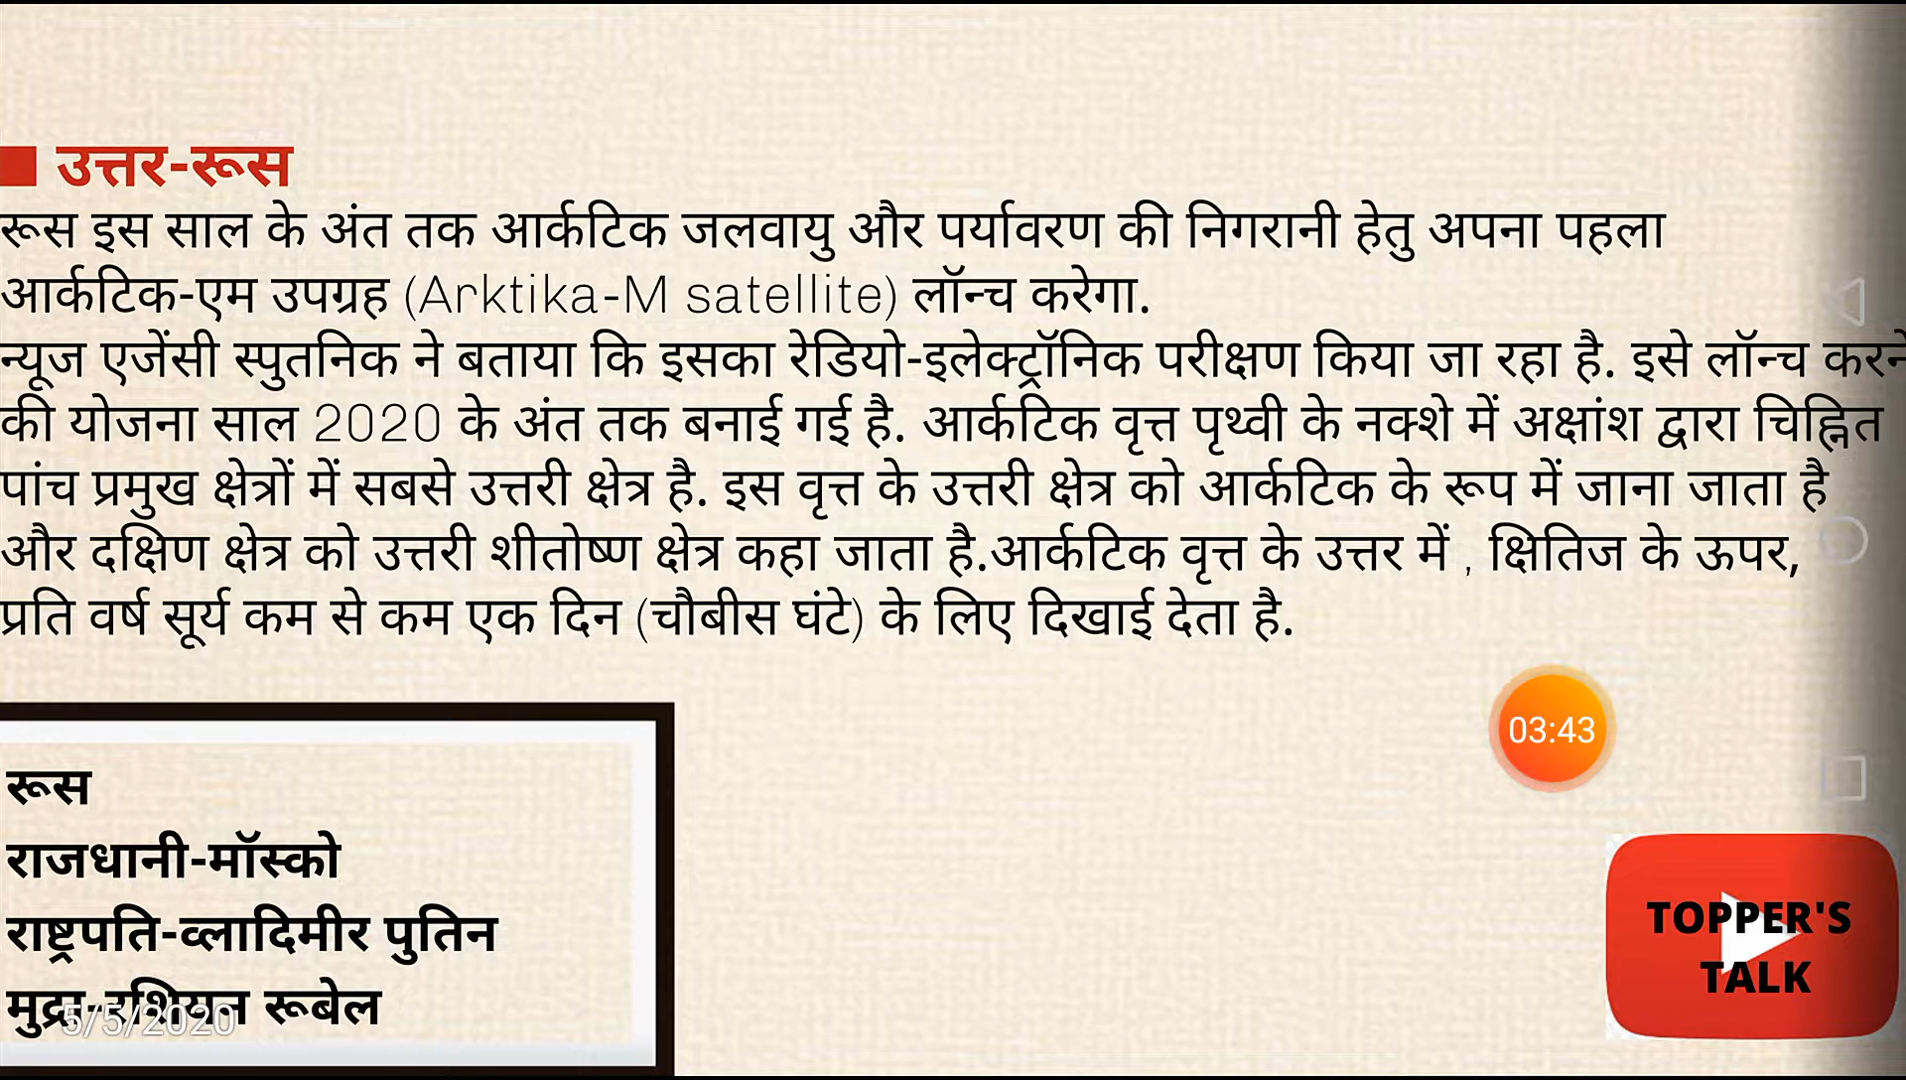 उत्तर-रूस
रूस इस साल के अंत तक आर्कटिक जलवायु और पर्यावरण की निगरानी हेतु अपना पहला
आर्कटिक-एम उपग्रह (Arktika-M satellite) लॉन्च करेगा.
न्यूज एजेंसी स्पुतनिक ने बताया कि इसका रेडियो-इलेक्ट्रॉनिक परीक्षण किया जा रहा है. इसे लॉन्च करने
की योजना साल 2020 के अंत तक बनाई गई है. आर्कटिक वृत्त पृथ्वी के नक्शे में अक्षांश द्वारा चिह्नित
पांच प्रमुख क्षेत्रों में सबसे उत्तरी क्षेत्र है. इस वृत्त के उत्तरी क्षेत्र को आर्कटिक के रूप में जाना जाता है
और दक्षिण क्षेत्र को उत्तरी शीतोष्ण क्षेत्र कहा जाता है.आर्कटिक वृत्त के उत्तर में , क्षितिज के ऊपर,
प्रति वर्ष सूर्य कम से कम एक दिन (चौबीस घंटे) के लिए दिखाई देता है.
03:43
रूस
राजधानी-मॉस्को
राष्ट्रपति-व्लादिमीर पुतिन
मुद्रा-रशियन रूबेल
5/5/2020
TOPPER'S
TALK